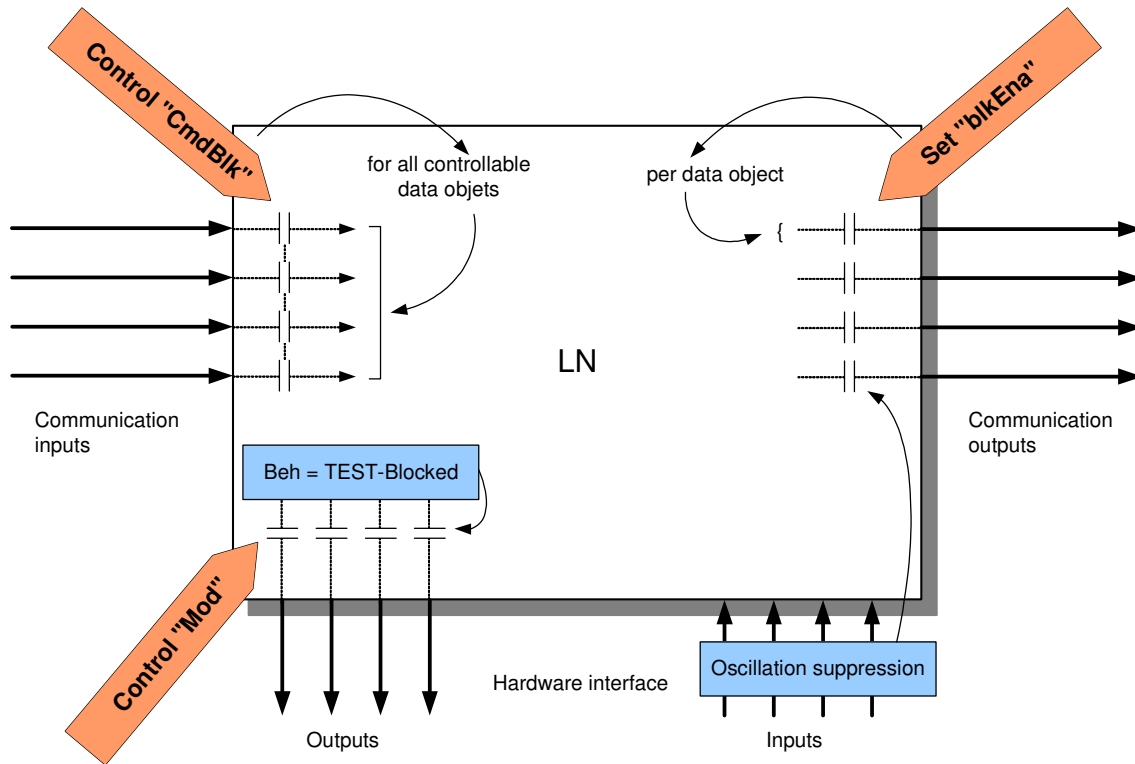 Control "CmdBlk"
Set "blkEna"
for all controllable
data objets
per data object
{
LN
Communication
inputs
Communication
outputs
Beh = TEST-Blocked
Control "Mod"
Oscillation suppression
Hardware interface
Outputs
Inputs